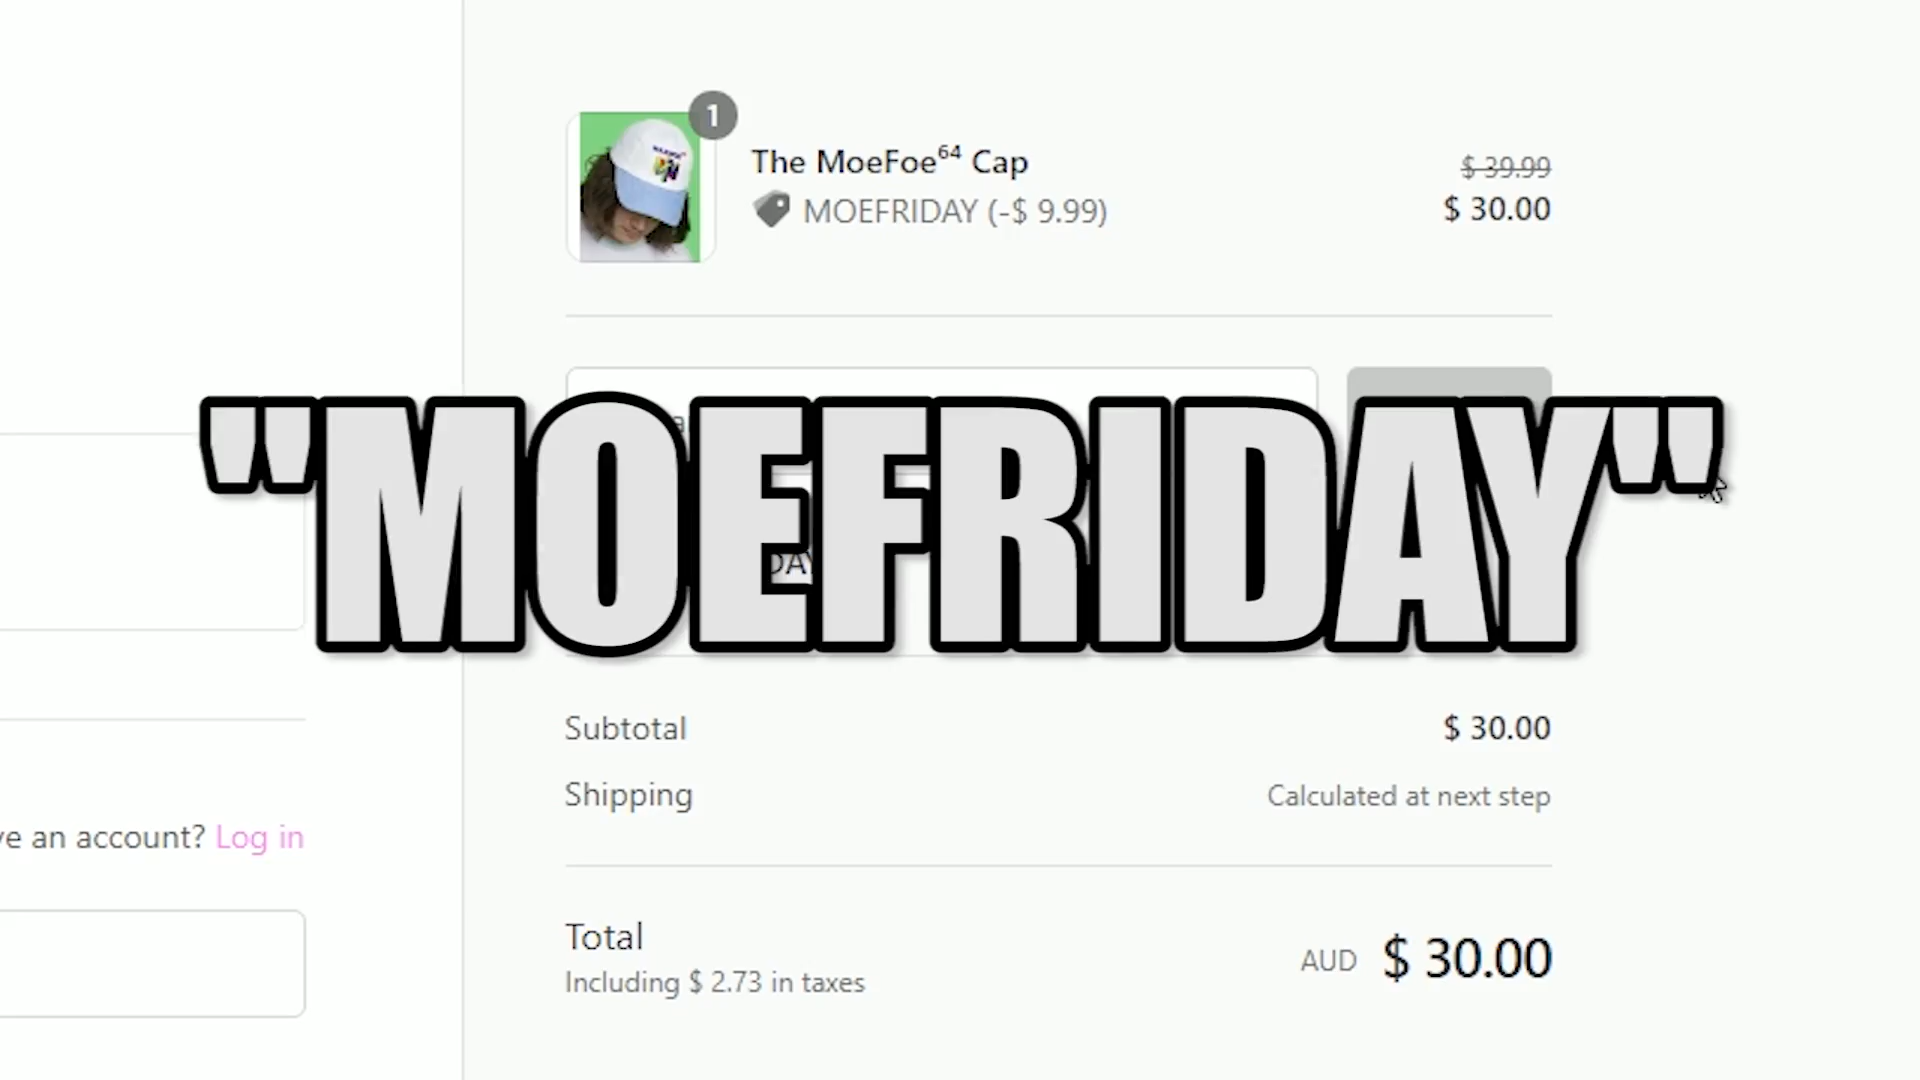 1
The MoeFoe⁶⁴ Cap
$ 39.99
MOEFRIDAY (-$ 9.99)
$ 30.00
"MOEFRIDAY"
Subtotal
$ 30.00
Shipping
Calculated at next step
ve an account? Log in
Total
AUD $ 30.00
Including $ 2.73 in taxes